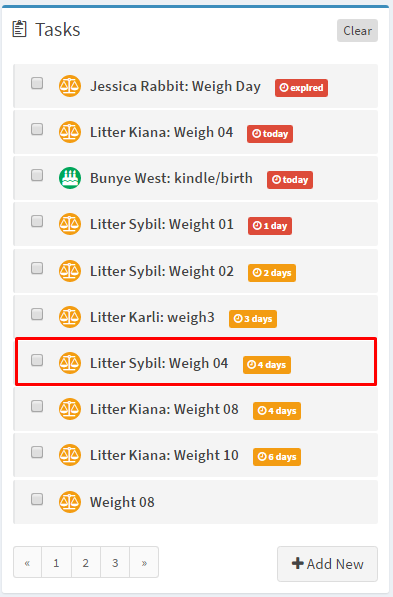 Tasks
Clear
Jessica Rabbit: Weigh Day expired
Litter Kiana: Weigh 04 today
Bunye West: kindle/birth today
Litter Sybil: Weight 01 1 day
Litter Sybil: Weight 02 2 days
Litter Karli: weigh3 3 days
Litter Sybil: Weigh 04 4 days
Litter Kiana: Weight 08 4 days
Litter Kiana: Weight 10 6 days
Weight 08
« 1 2 3 »
+ Add New